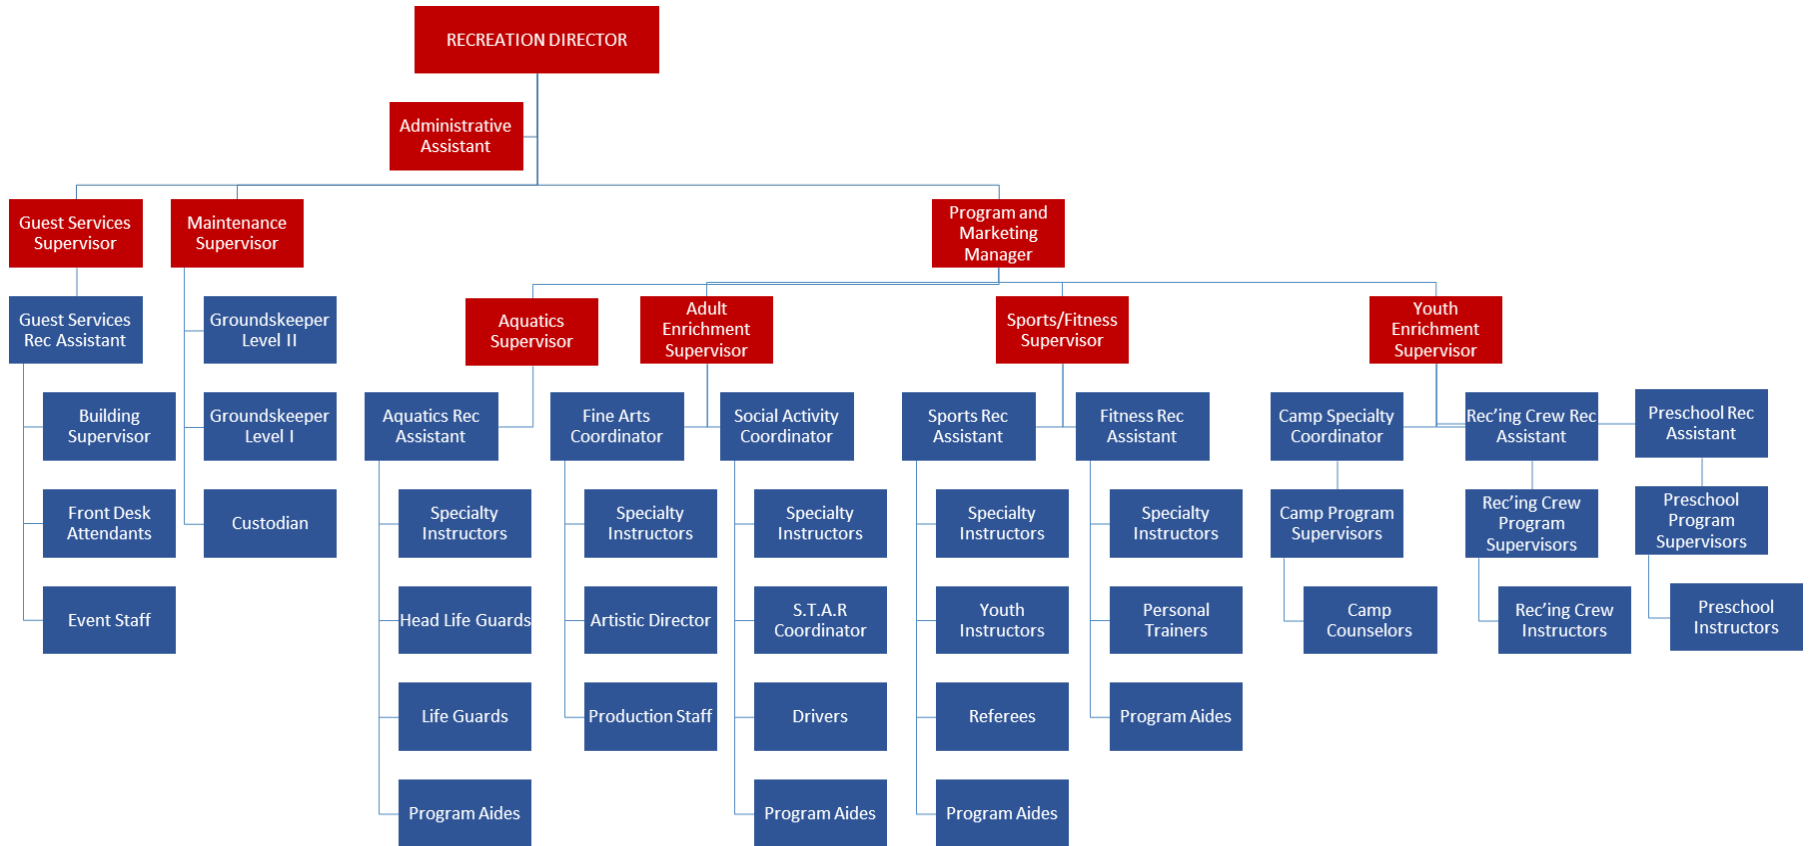 RECREATION DIRECTOR
Administrative
Assistant
Guest Services
Supervisor
Maintenance
Supervisor
Program and
Marketing
Manager
Guest Services
Rec Assistant
Groundskeeper
Level II
Aquatics
Supervisor
Adult
Enrichment
Supervisor
Sports/Fitness
Supervisor
Youth
Enrichment
Supervisor
Building
Supervisor
Groundskeeper
Level I
Aquatics Rec
Assistant
Fine Arts
Coordinator
Social Activity
Coordinator
Sports Rec
Assistant
Fitness Rec
Assistant
Camp Specialty
Coordinator
Rec’ing Crew Rec
Assistant
Preschool Rec
Assistant
Front Desk
Attendants
Custodian
Specialty
Instructors
Specialty
Instructors
Specialty
Instructors
Specialty
Instructors
Specialty
Instructors
Camp Program
Supervisors
Rec’ing Crew
Program
Supervisors
Preschool
Program
Supervisors
Event Staff
Head Life Guards
Artistic Director
S.T.A.R
Coordinator
Youth
Instructors
Personal
Trainers
Camp
Counselors
Rec’ing Crew
Instructors
Preschool
Instructors
Life Guards
Production Staff
Drivers
Referees
Program Aides
Program Aides
Program Aides
Program Aides